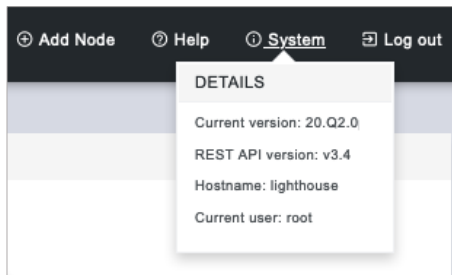 Add Node Help System Log out
DETAILS
Current version: 20.Q2.0
REST API version: v3.4
Hostname: lighthouse
Current user: root